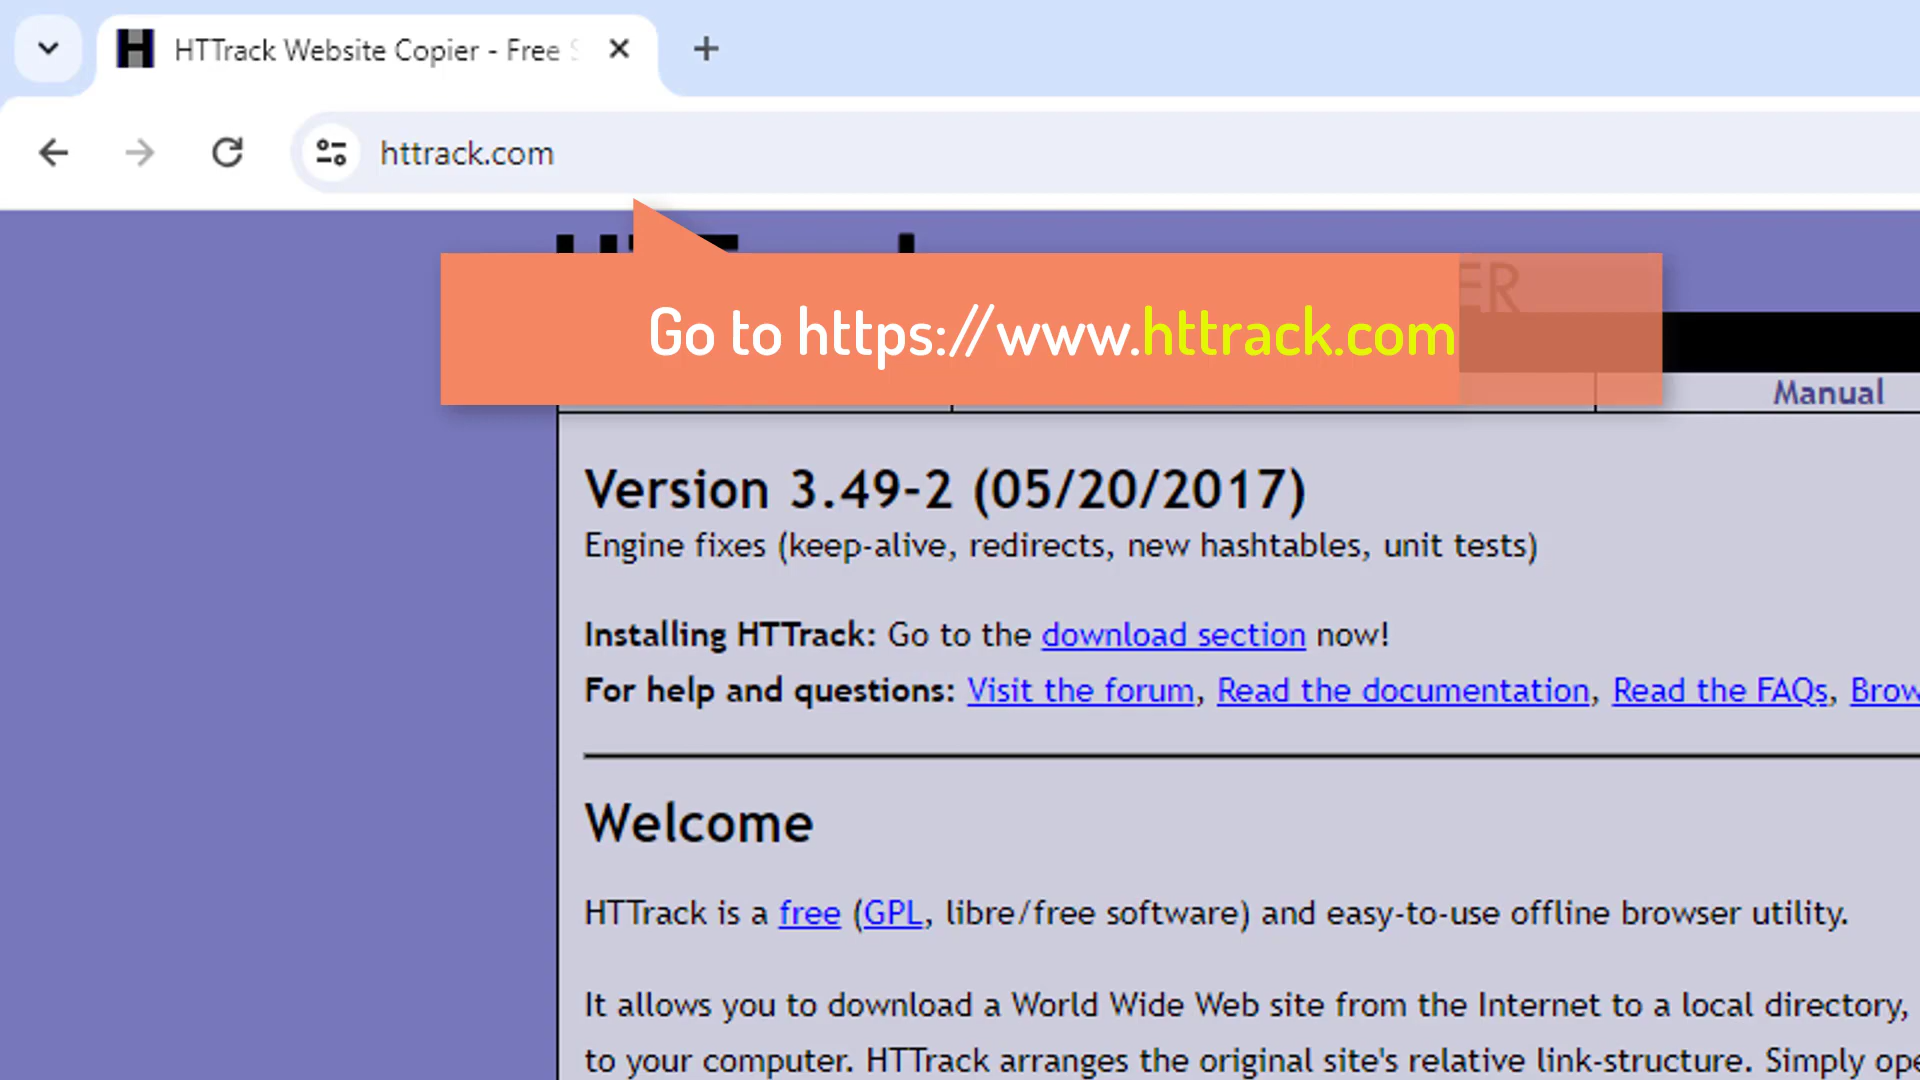 HTTrack Website Copier - Free
httrack.com
Go to https://www.httrack.com
Manual
Version 3.49-2 (05/20/2017)
Engine fixes (keep-alive, redirects, new hashtables, unit tests)
Installing HTTrack: Go to the download section now!
For help and questions: Visit the forum, Read the documentation, Read the FAQs, Brow
Welcome
HTTrack is a free (GPL, libre/free software) and easy-to-use offline browser utility.
It allows you to download a World Wide Web site from the Internet to a local directory,
to your computer. HTTrack arranges the original site's relative link-structure. Simply ope